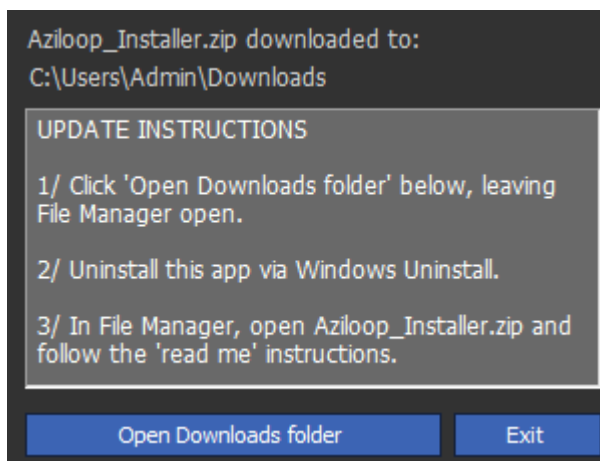 Aziloop_Installer.zip downloaded to:
C:\Users\Admin\Downloads
UPDATE INSTRUCTIONS
1/ Click 'Open Downloads folder' below, leaving
File Manager open.
2/ Uninstall this app via Windows Uninstall.
3/ In File Manager, open Aziloop_Installer.zip and
follow the 'read me' instructions.
Open Downloads folder
Exit